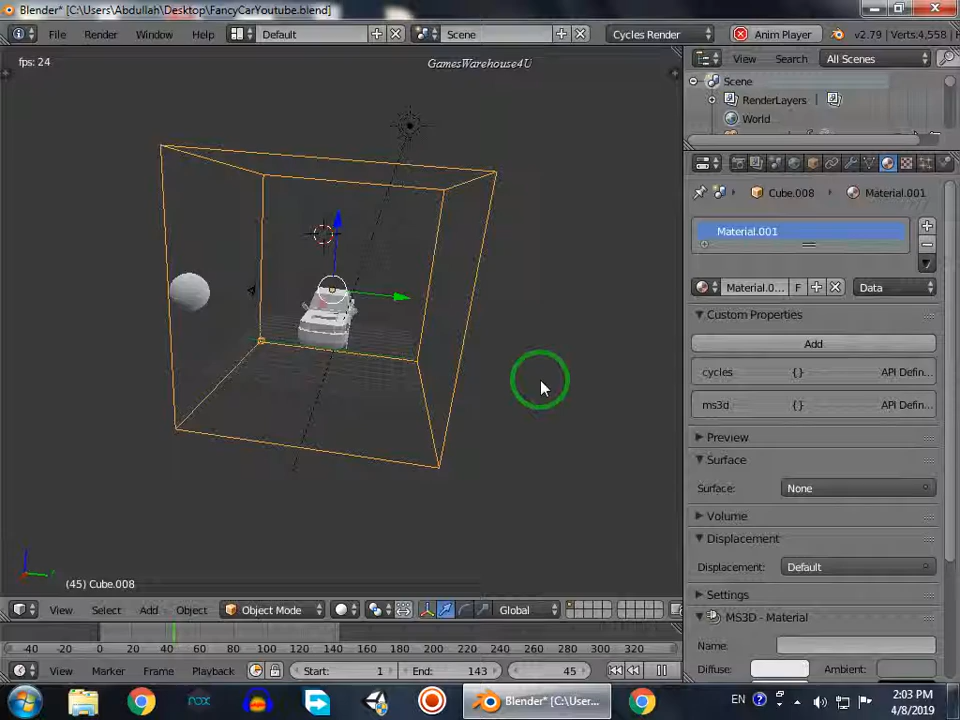 Blender* [C:\Users\Abdullah\Desktop\FancyCarYoutube.blend]
File Render Window Help Default Scene Cycles Render Anim Player v2.79 | Verts:4,558 |
fps: 24
GamesWarehouse4U
View Search All Scenes
Scene
RenderLayers
World
Cube.008 Material.001
Material.001
Material.0... F Data
Custom Properties
Add
cycles {} API Defin...
ms3d {} API Defin...
Preview
Surface
Surface: None
Volume
Displacement
Displacement: Default
Settings
MS3D - Material
Name:
Diffuse: Ambient:
(45) Cube.008
View Select Add Object Object Mode Global
-40 -20 0 20 40 60 80 100 120 140 160 180 200 220 240 260 280 300 320
View Marker Frame Playback Start: 1 End: 143 45
nox Blender* [C:\Users... EN 2:03 PM
4/8/2019